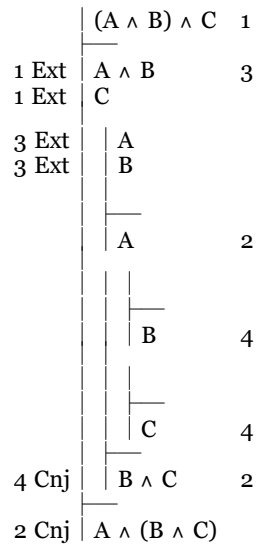 (A ∧ B) ∧ C 1
1 Ext A ∧ B 3
1 Ext C
3 Ext A
3 Ext B
A 2
B 4
C 4
4 Cnj B ∧ C 2
2 Cnj A ∧ (B ∧ C)